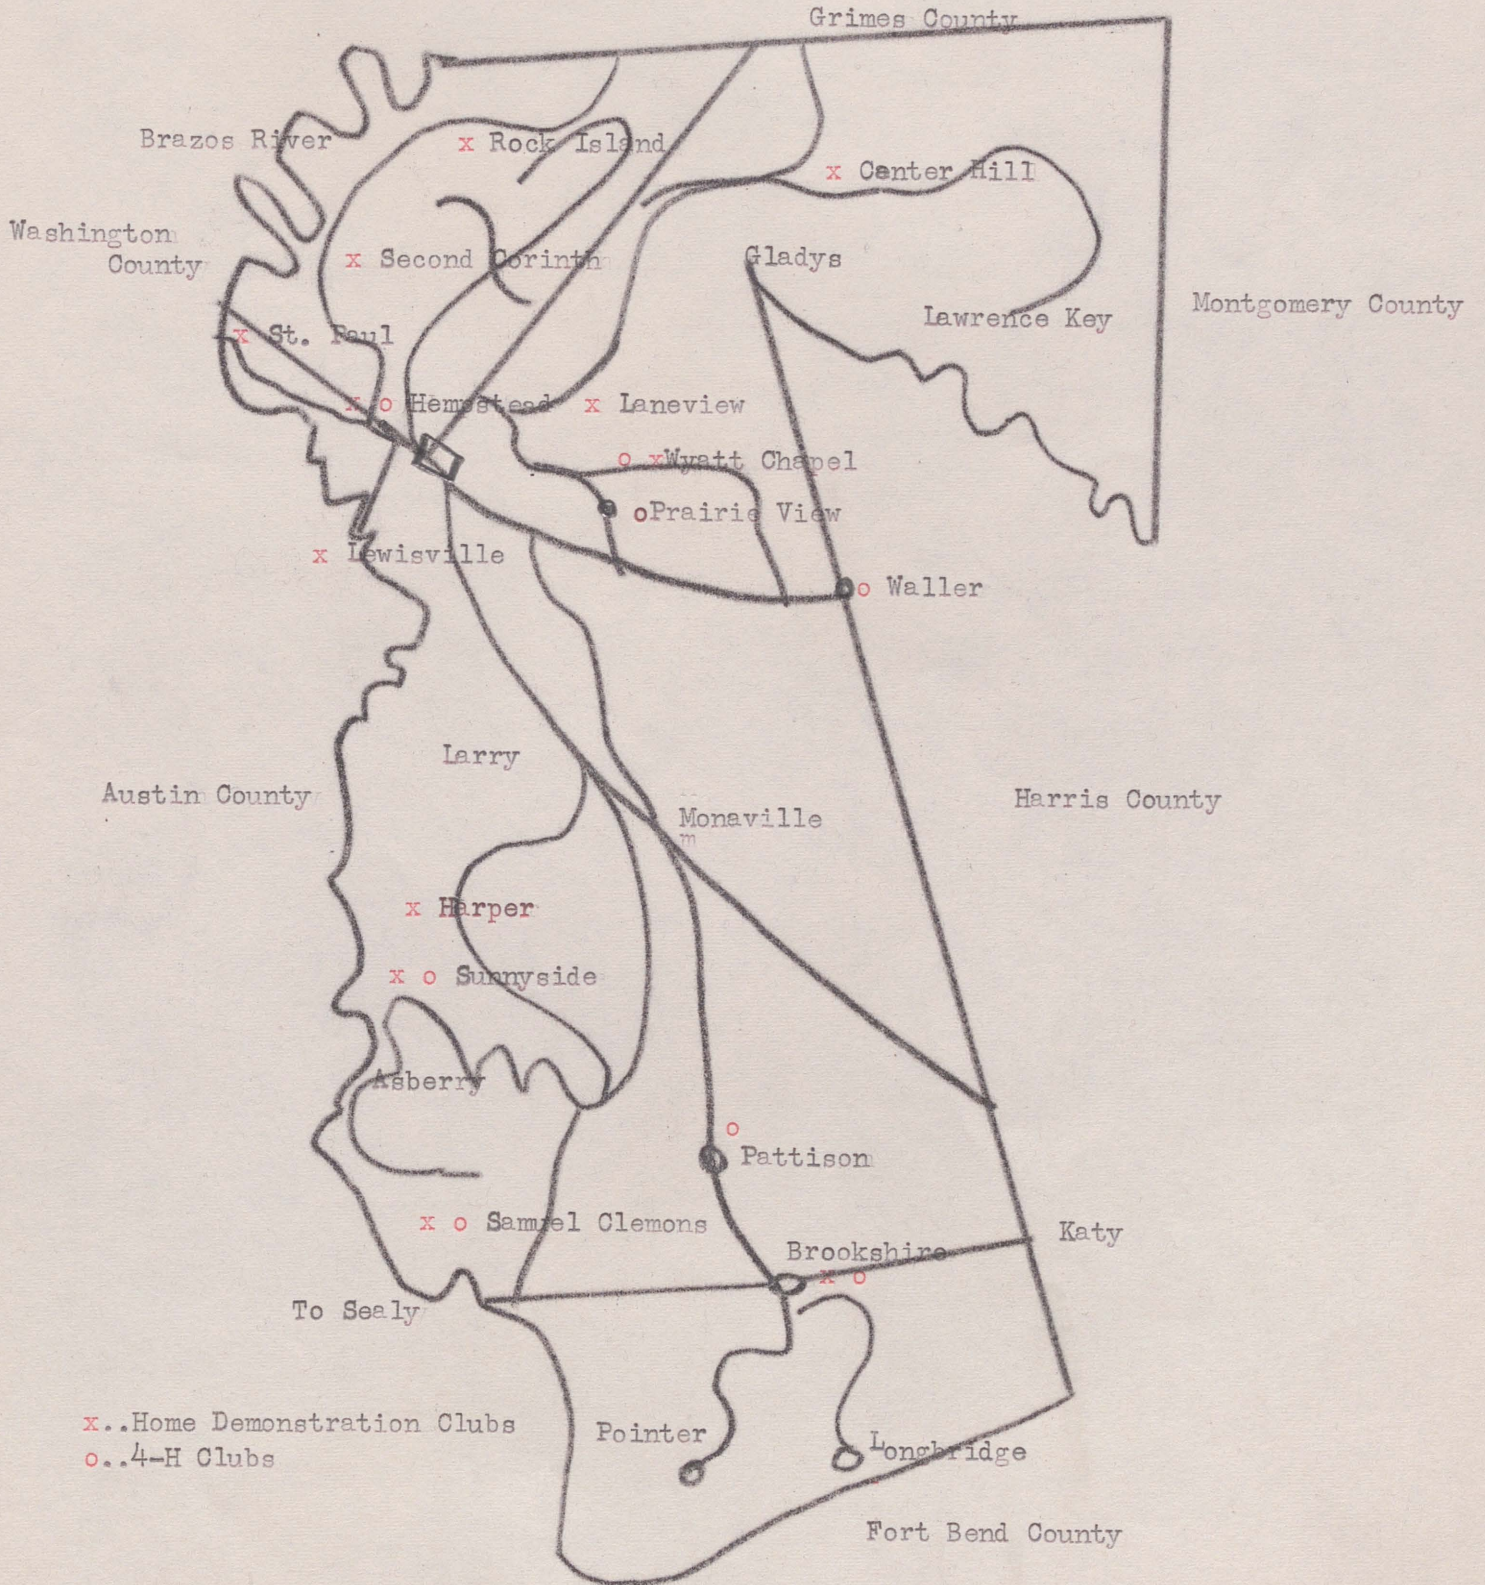 Grimes County
Brazos River
x Rock Island
x Center Hill
Washington
County
x Second Corinth
Gladys
Montgomery County
Lawrence Key
x St. Paul
x o Hempstead
x Laneview
o xWyatt Chapel
oPrairie View
x Lewisville
o Waller
Larry
Austin County
Harris County
Monaville
m
x Harper
x o Sunnyside
Asberry
o
Pattison
x o Samuel Clemons
Katy
Brookshire
x o
To Sealy
x..Home Demonstration Clubs
o..4-H Clubs
Pointer
Longbridge
Fort Bend County